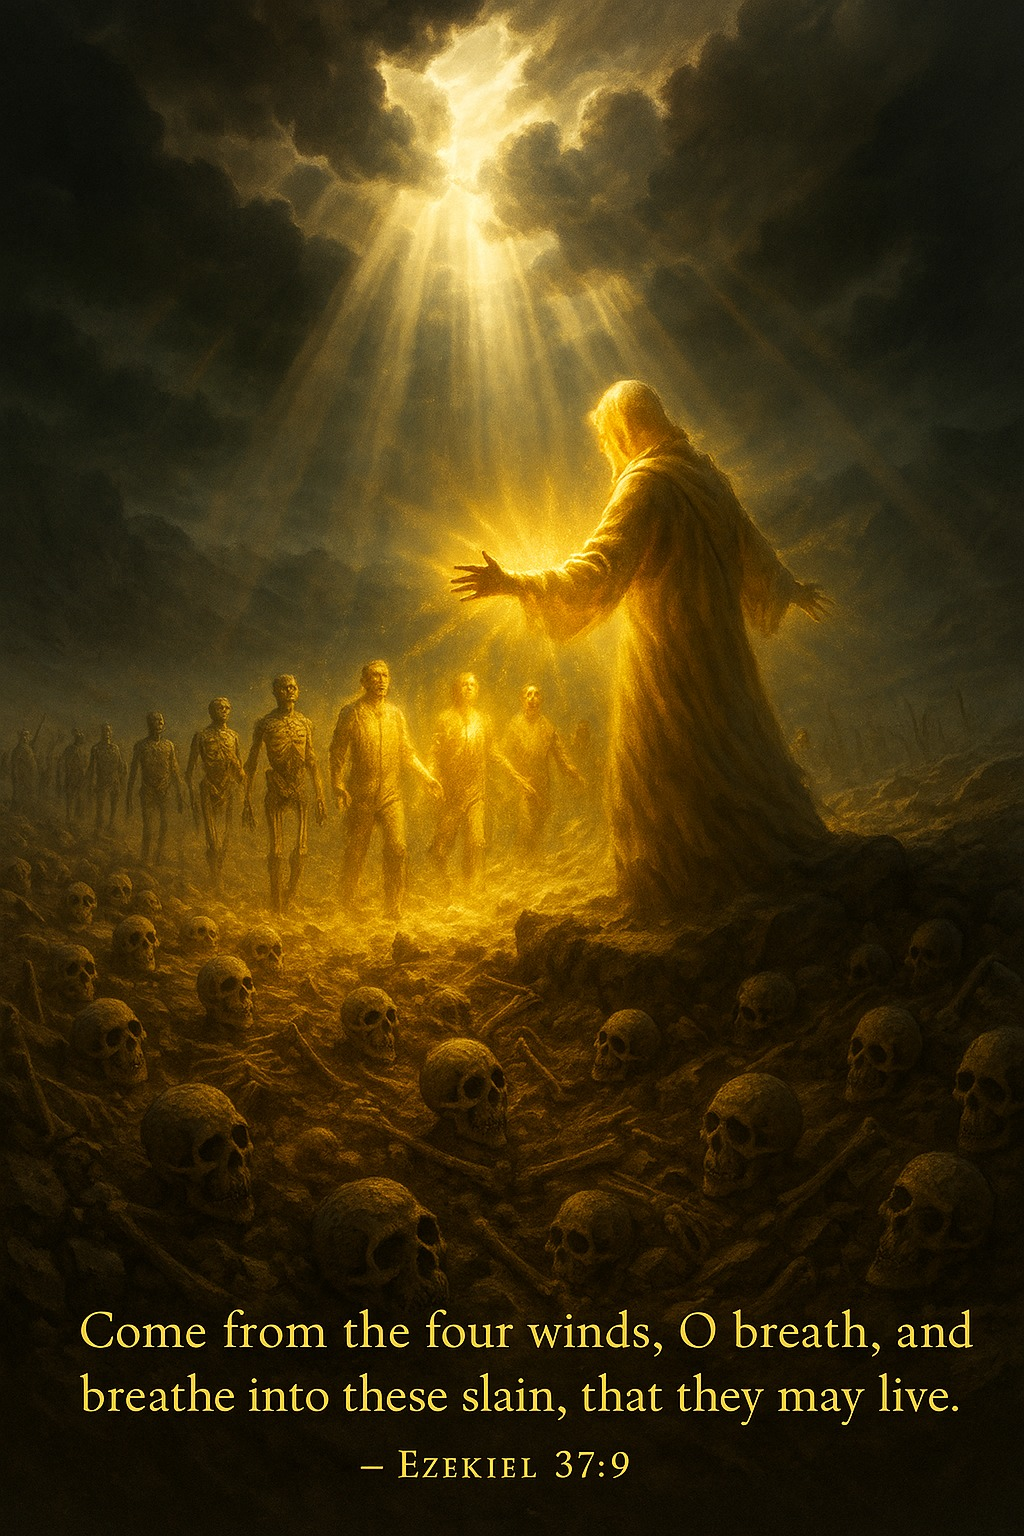 Come from the four winds, O breath, and
breathe into these slain, that they may live.
– Ezekiel 37:9